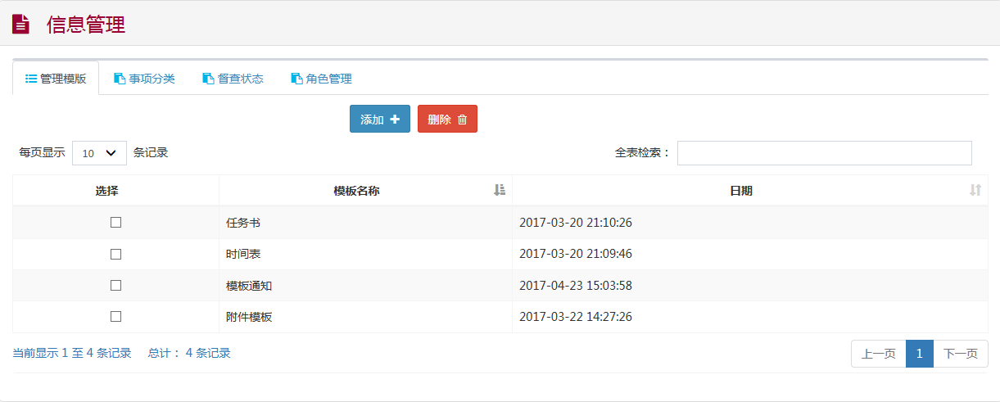 信息管理
管理模版 事项分类 督查状态 角色管理
添加 删除
每页显示 10 条记录 全表检索：
选择 模板名称 日期
任务书 2017-03-20 21:10:26
时间表 2017-03-20 21:09:46
模板通知 2017-04-23 15:03:58
附件模板 2017-03-22 14:27:26
当前显示 1 至 4 条记录 总计： 4 条记录 上一页 1 下一页